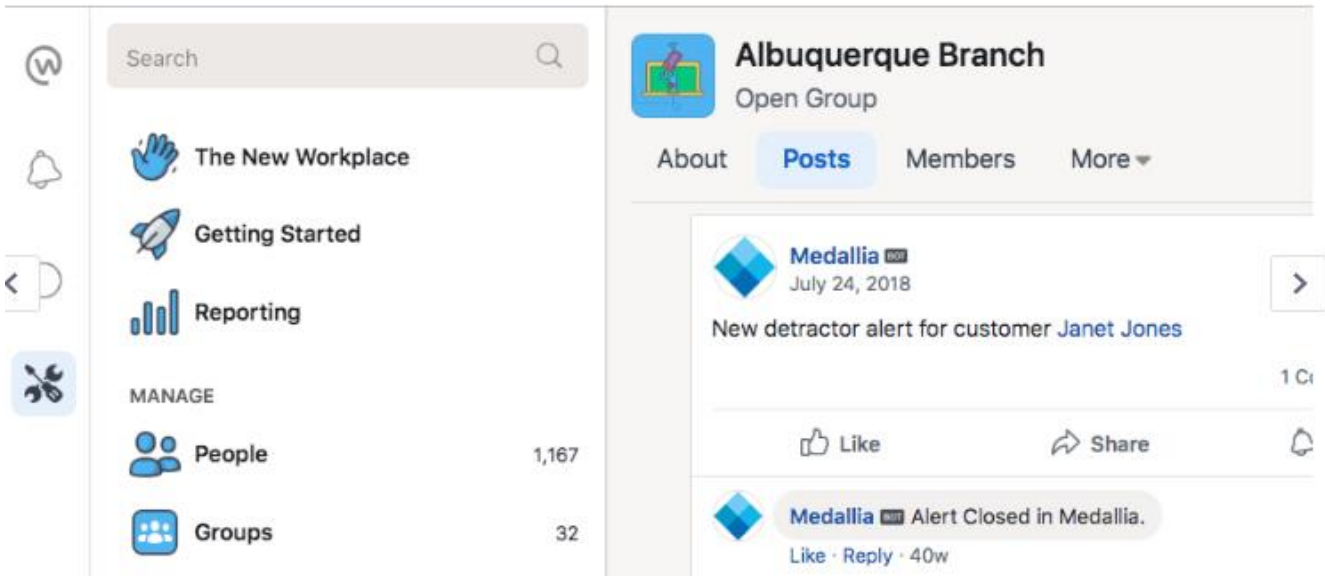 Search
The New Workplace
Getting Started
Reporting
MANAGE
People 1,167
Groups 32
Albuquerque Branch
Open Group
About Posts Members More
Medallia BOT
July 24, 2018
New detractor alert for customer Janet Jones
1 Co
Like Share
Medallia BOT Alert Closed in Medallia.
Like · Reply · 40w